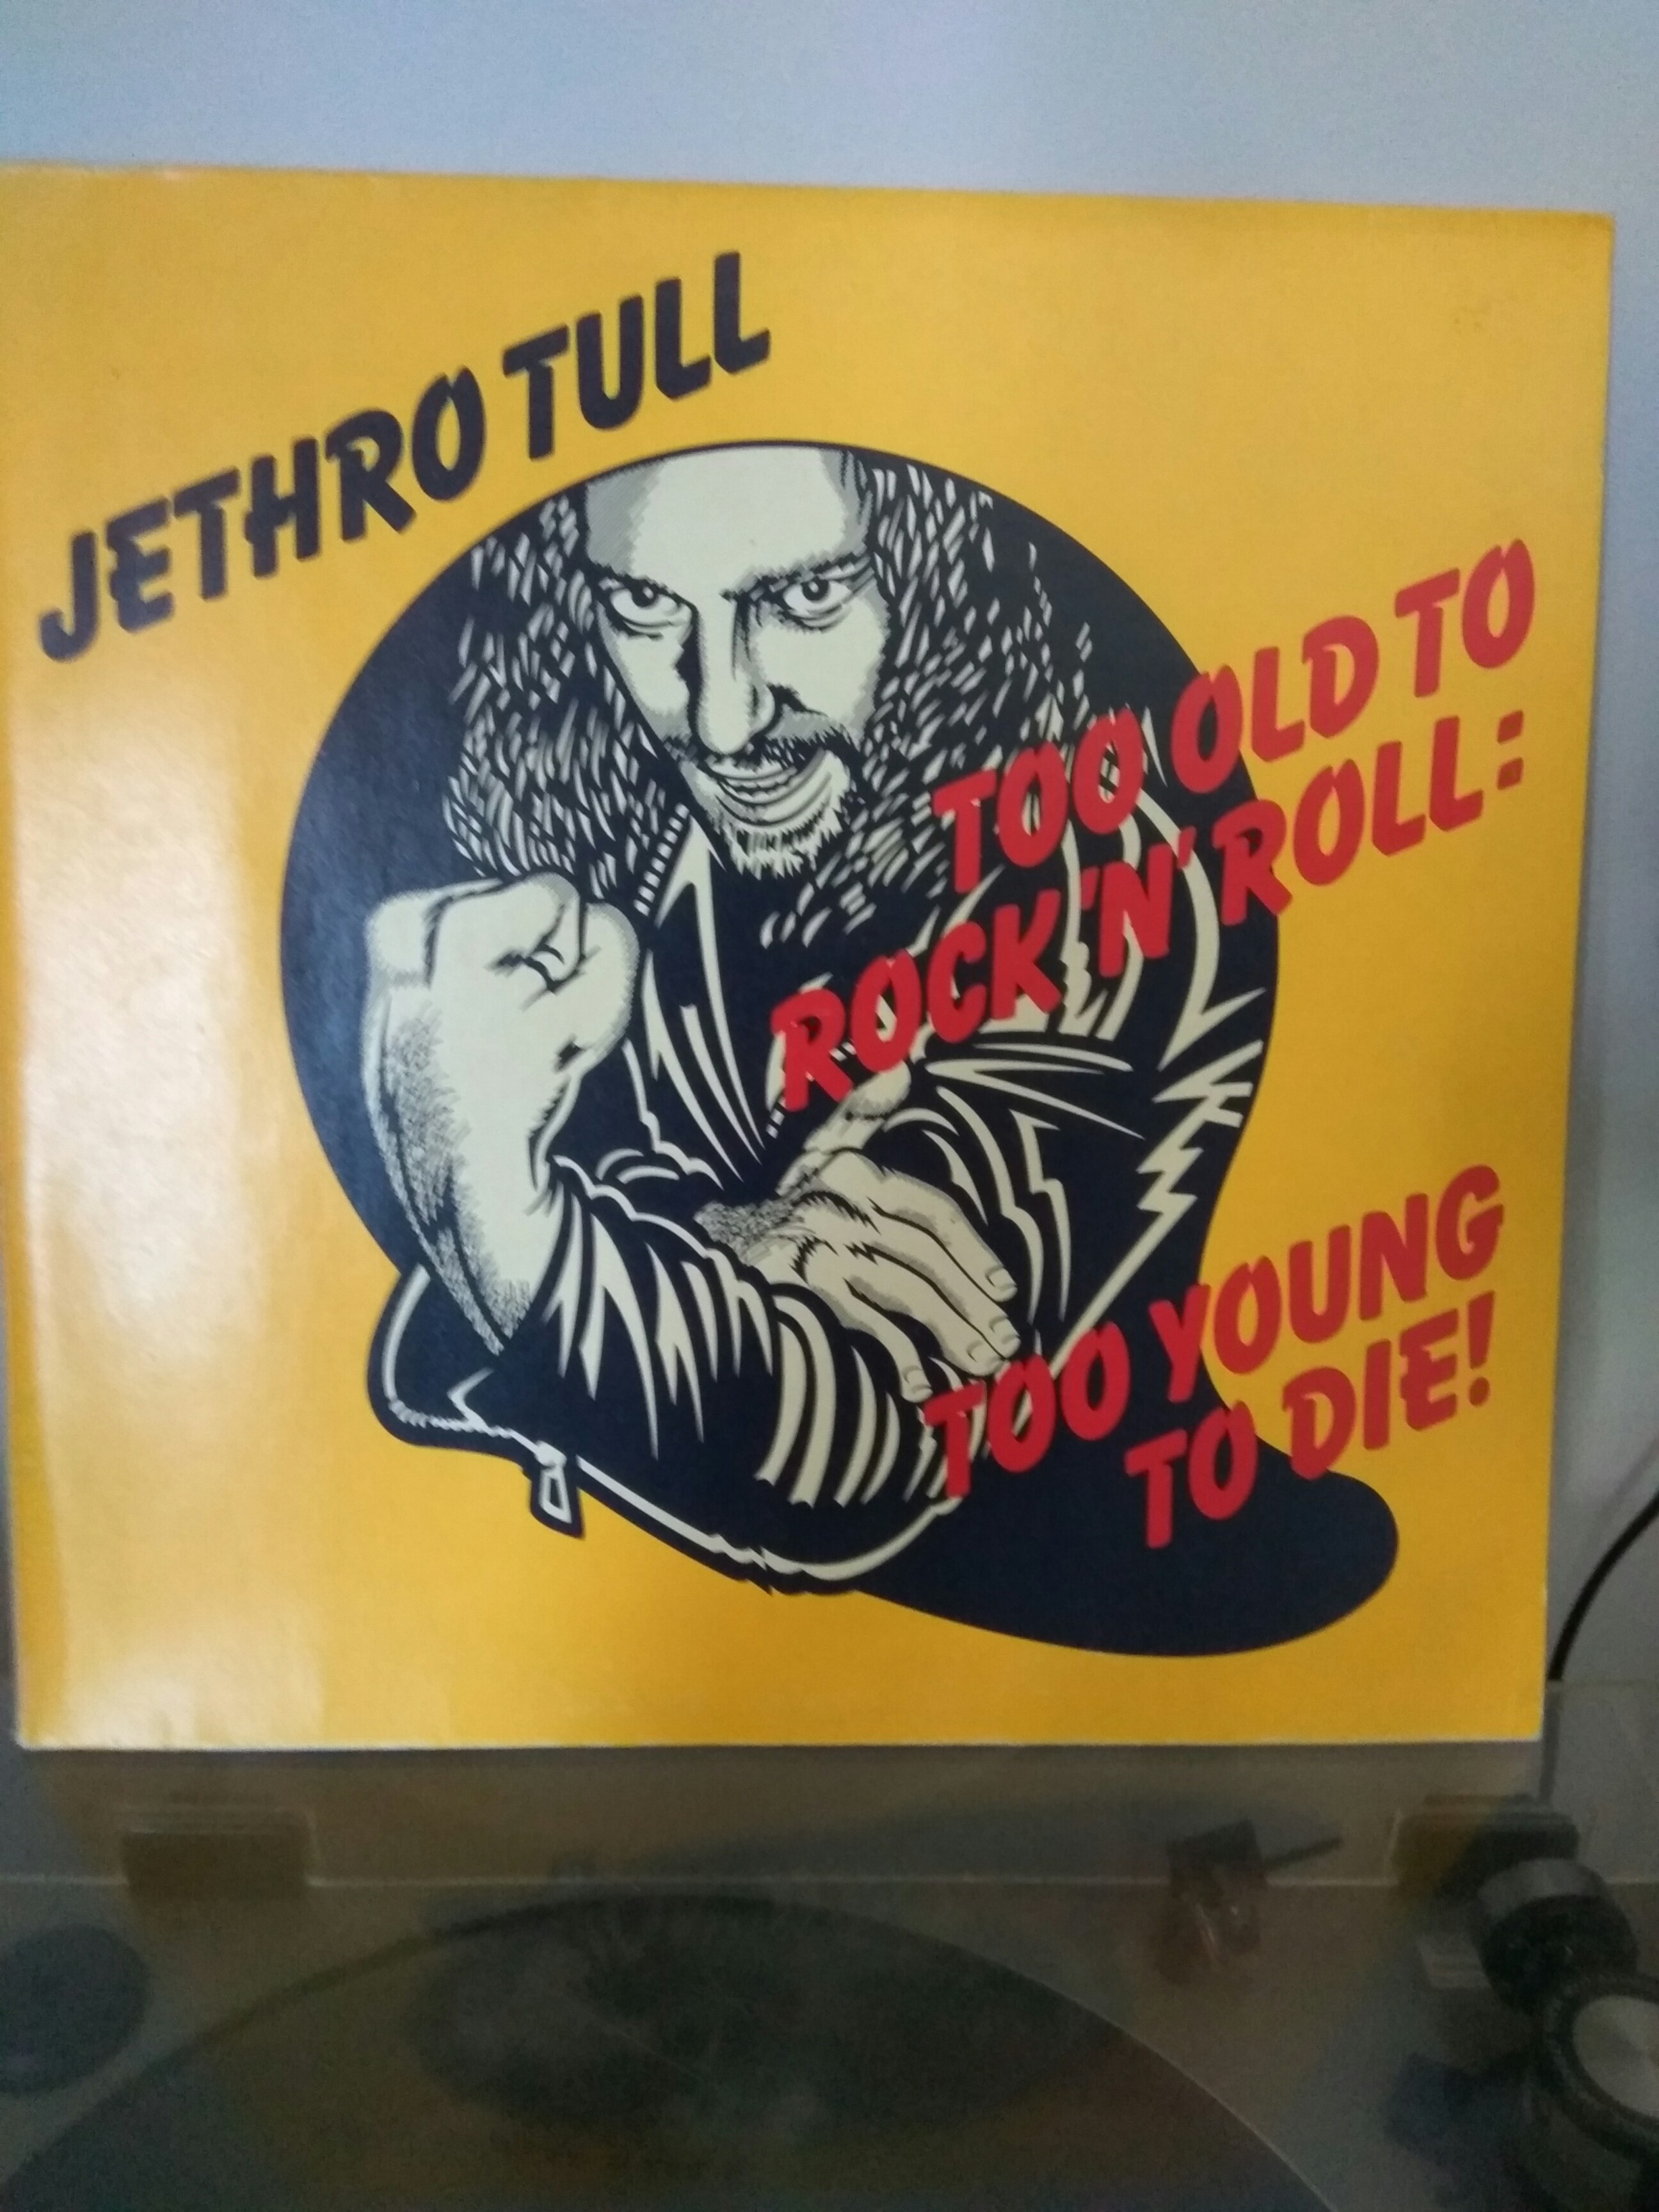 JETHRO TULL
TOO OLD TO
ROCK 'N' ROLL:
TOO YOUNG
TO DIE!